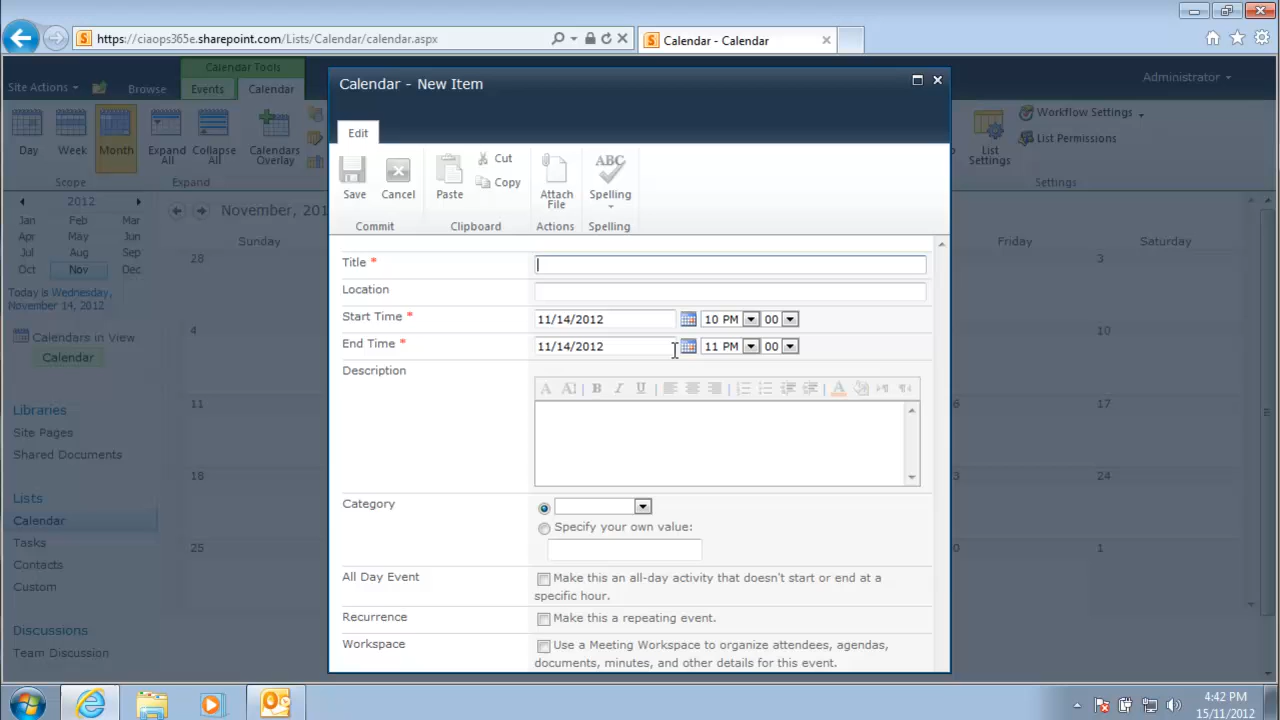 https://ciaops365e.sharepoint.com/Lists/Calendar/calendar.aspx
Calendar - Calendar
Calendar Tools
Site Actions
Browse
Events
Calendar
Administrator
Day
Week
Month
Expand All
Collapse All
Calendars Overlay
Scope
Expand
List Settings
Workflow Settings
List Permissions
Settings
2012
Jan Feb Mar
Apr May Jun
Jul Aug Sep
Oct Nov Dec
Today is Wednesday, November 14, 2012
Calendars in View
Calendar
Libraries
Site Pages
Shared Documents
Lists
Calendar
Tasks
Contacts
Custom
Discussions
Team Discussion
November, 201
Sunday
Friday
Saturday
28
3
4
10
11
6
17
18
3
24
25
0
1
Calendar - New Item
Edit
Save
Cancel
Commit
Paste
Cut
Copy
Clipboard
Attach File
Actions
ABC
Spelling
Spelling
Title *
Location
Start Time * 11/14/2012 10 PM 00
End Time * 11/14/2012 11 PM 00
Description
A A B I U A
Category
Specify your own value:
All Day Event
Make this an all-day activity that doesn't start or end at a
specific hour.
Recurrence
Make this a repeating event.
Workspace
Use a Meeting Workspace to organize attendees, agendas,
documents, minutes, and other details for this event.
4:42 PM
15/11/2012